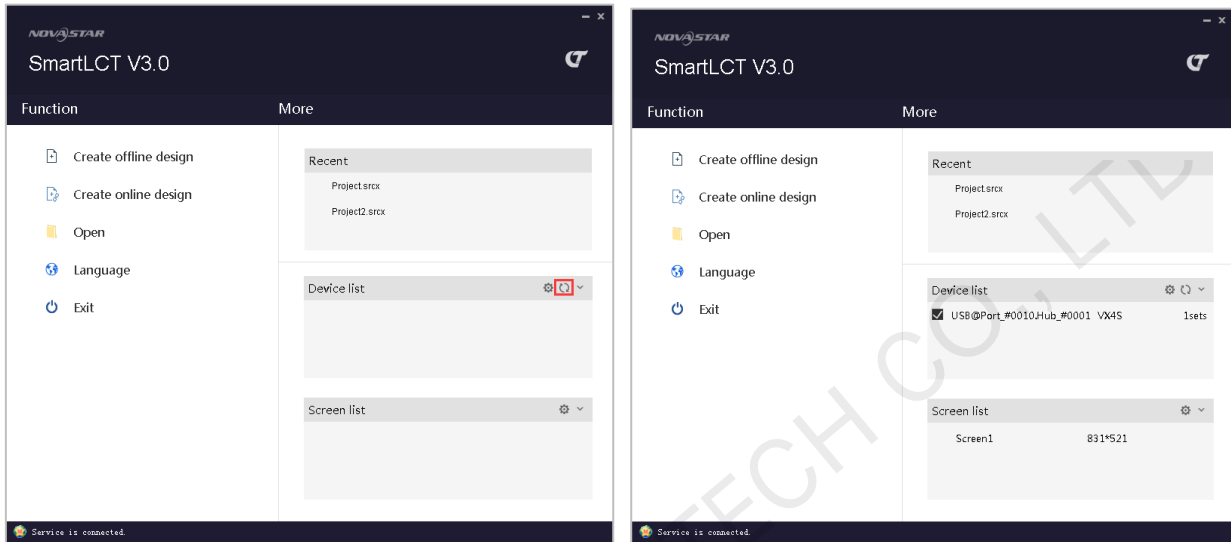 NOVASTAR
SmartLCT V3.0
Function
More
Create offline design
Create online design
Open
Language
Exit
Recent
Project.srcx
Project2.srcx
Device list
Screen list
Service is connected.
NOVASTAR
SmartLCT V3.0
Function
More
Create offline design
Create online design
Open
Language
Exit
Recent
Project.srcx
Project2.srcx
Device list
USB@Port_#0010.Hub_#0001 VX4S 1sets
Screen list
Screen1 831*521
Service is connected.
TECH CO., LTD